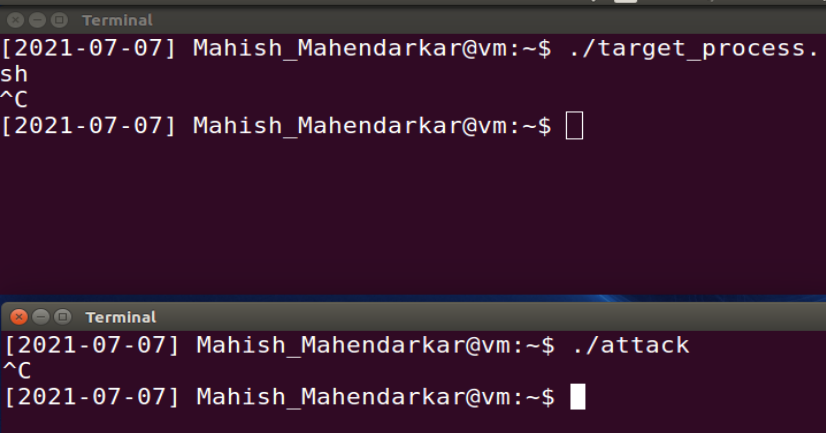 Terminal
[2021-07-07] Mahish_Mahendarkar@vm:~$ ./target_process.
sh
^C
[2021-07-07] Mahish_Mahendarkar@vm:~$
Terminal
[2021-07-07] Mahish_Mahendarkar@vm:~$ ./attack
^C
[2021-07-07] Mahish_Mahendarkar@vm:~$